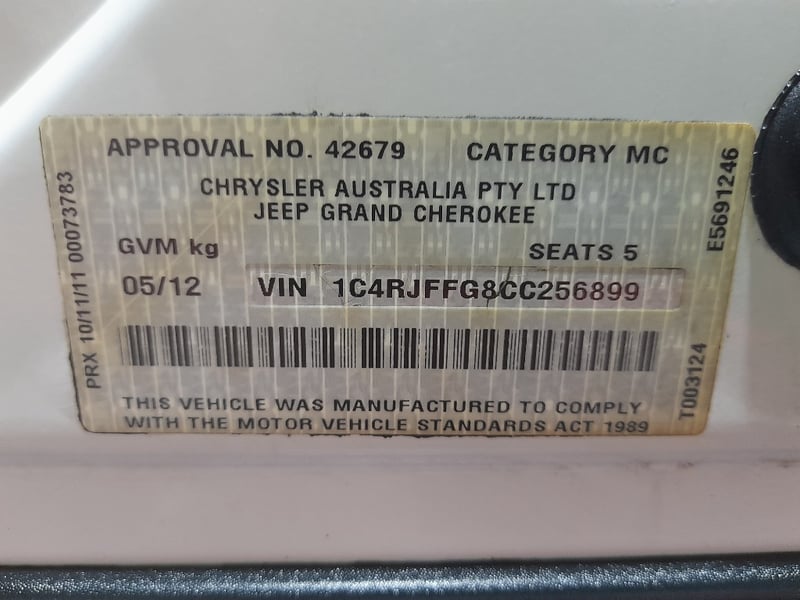 APPROVAL NO. 42679 CATEGORY MC
CHRYSLER AUSTRALIA PTY LTD
JEEP GRAND CHEROKEE
GVM kg SEATS 5
05/12 VIN 1C4RJFFG8CC256899
THIS VEHICLE WAS MANUFACTURED TO COMPLY
WITH THE MOTOR VEHICLE STANDARDS ACT 1989
PRX 10/11/11 00073783
E5691246
T003124